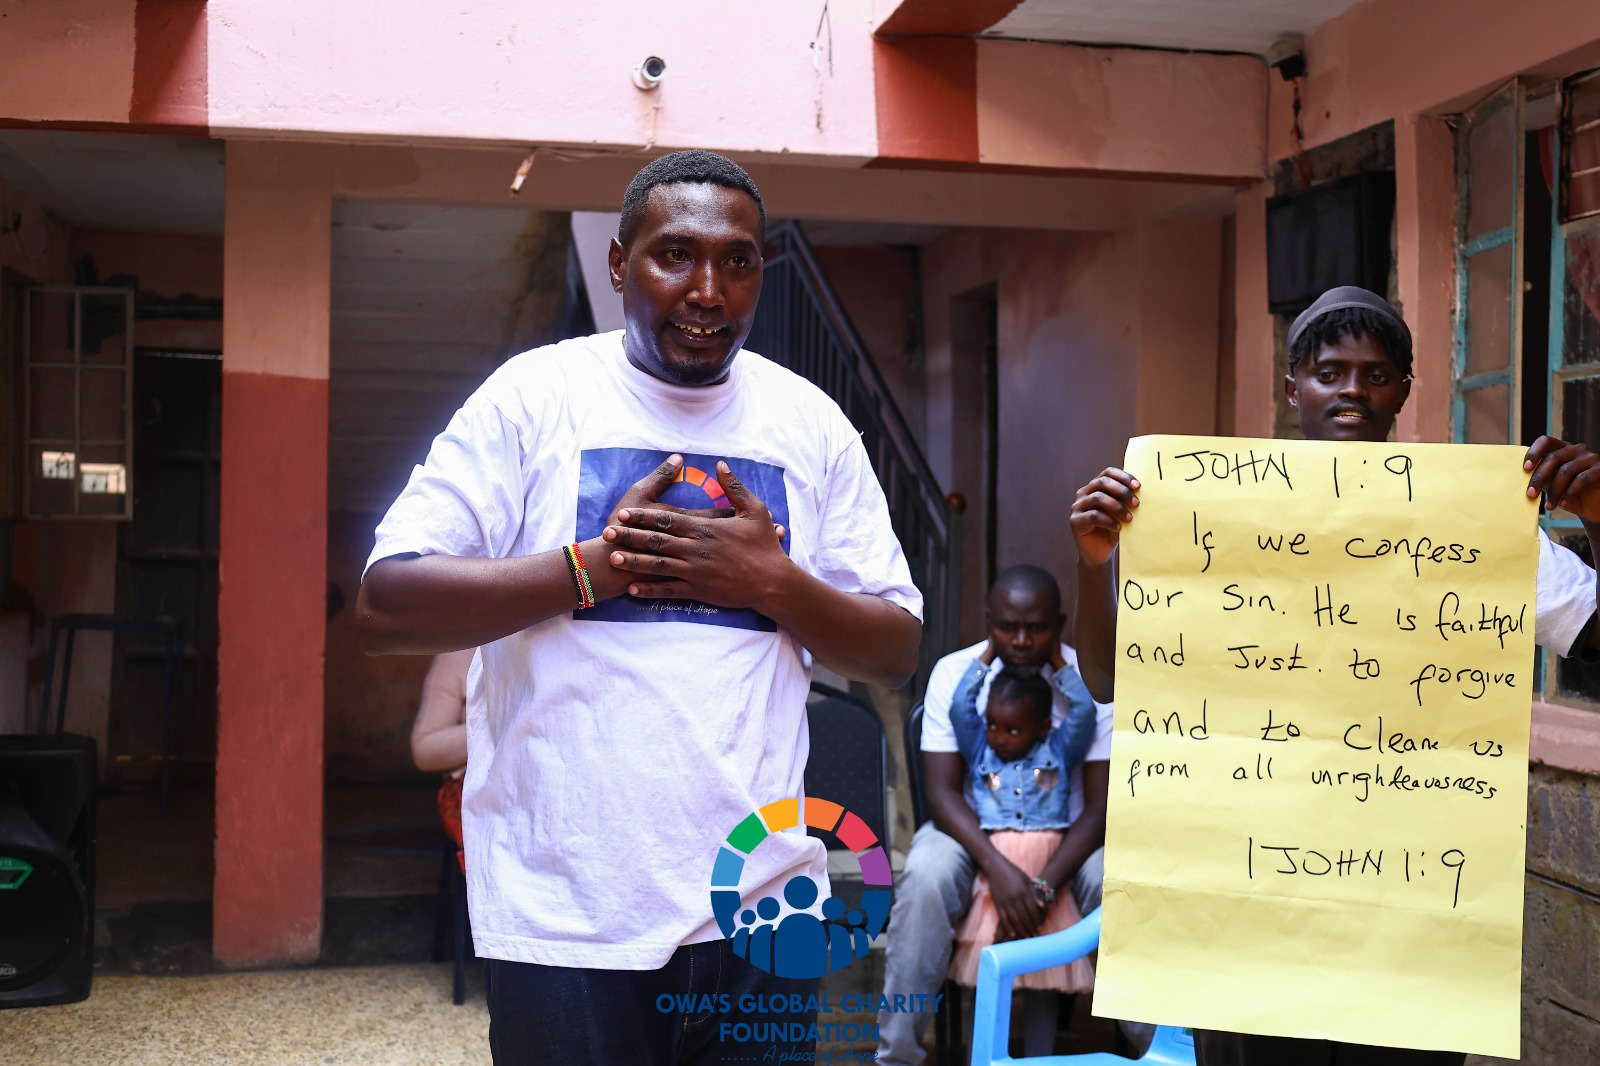 1 JOHN 1:9
If we confess
Our Sin. He is faithful
and Just. to forgive
and to Cleane us
from all unrighteousness
1 JOHN 1:9
...A place of Hope
OWA'S GLOBAL CHARITY
FOUNDATION
......A place of Hope